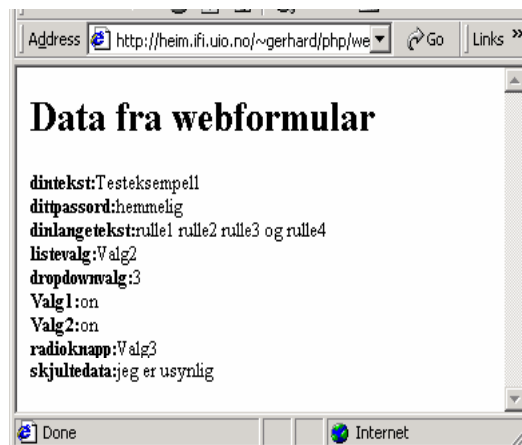 Address http://heim.ifi.uio.no/~gerhard/php/we Go Links »
Data fra webformular
dintekst:Testeksempel1
dittpassord:hemmelig
dinlangetekst:rulle1 rulle2 rulle3 og rulle4
listevalg:Valg2
dropdownvalg:3
Valg1:on
Valg2:on
radioknapp:Valg3
skjultedata:jeg er usynlig
Done Internet